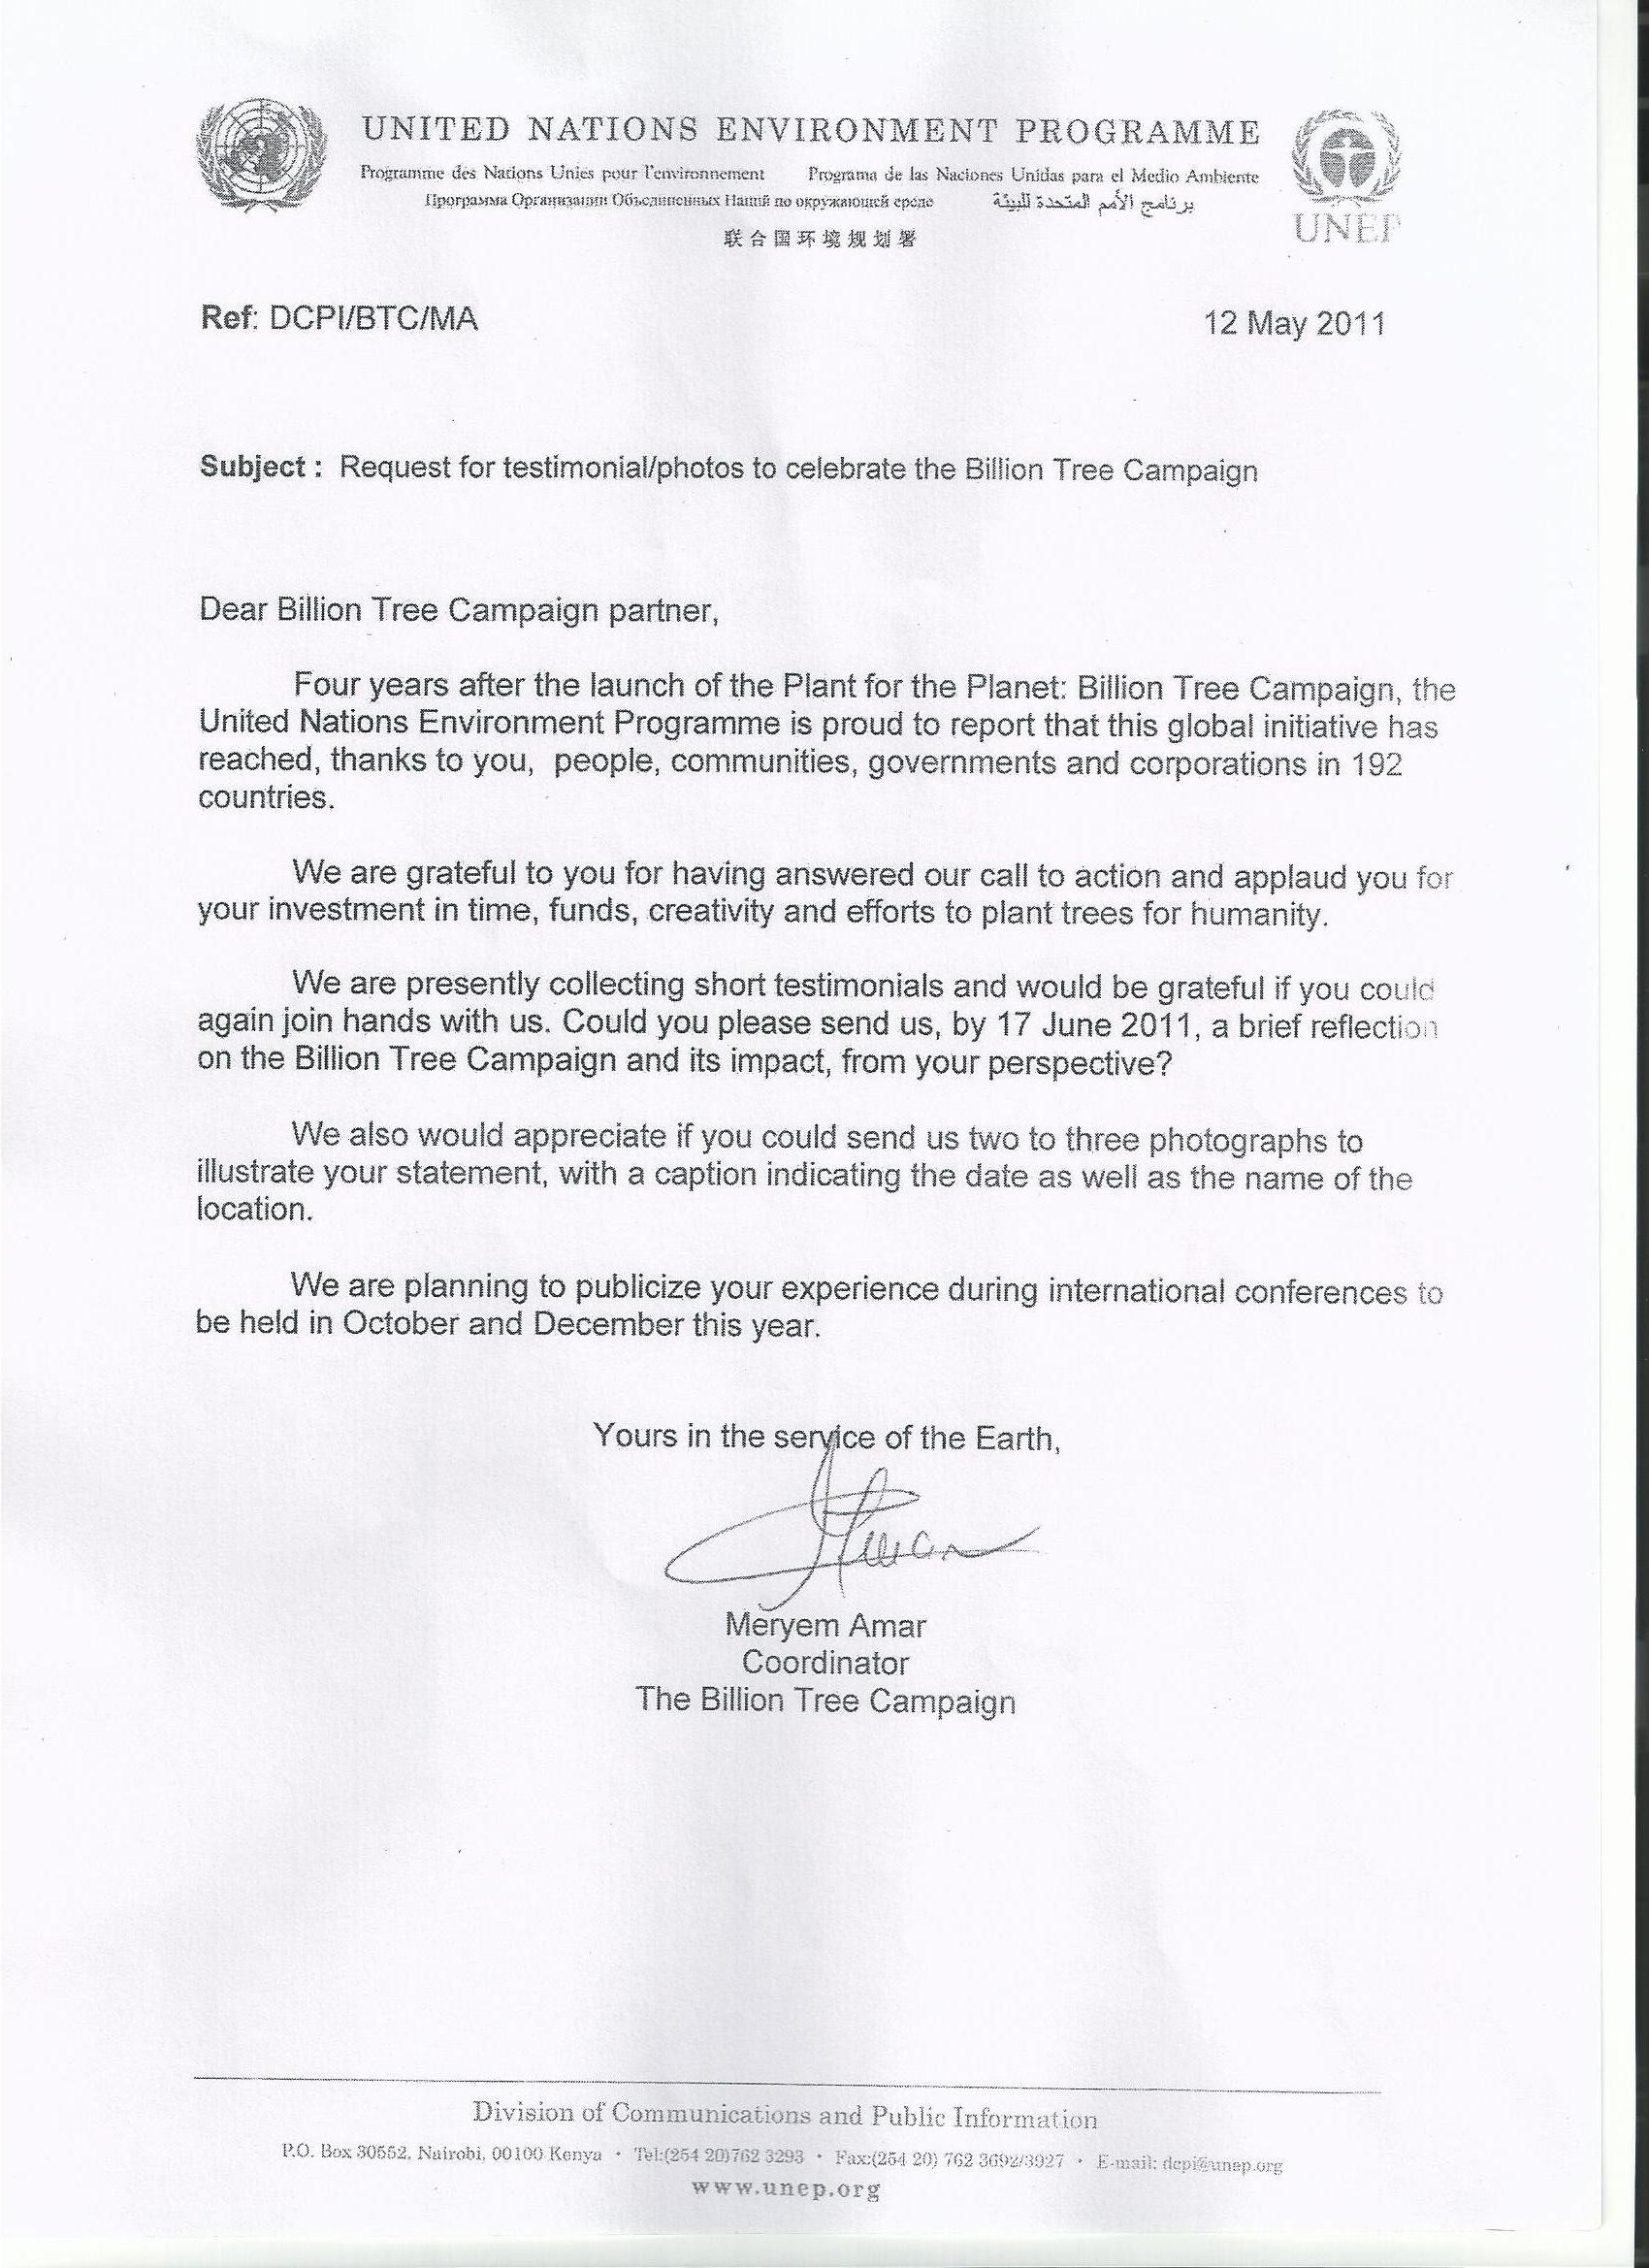 UNITED NATIONS ENVIRONMENT PROGRAMME
Programme des Nations Unies pour l'environnement Programa de las Naciones Unidas para el Medio Ambiente
Программа Организации Объединенных Наций по окружающей среде برنامج الأمم المتحدة للبيئة
联合国环境规划署
UNEP
Ref: DCPI/BTC/MA 12 May 2011
Subject : Request for testimonial/photos to celebrate the Billion Tree Campaign
Dear Billion Tree Campaign partner,
Four years after the launch of the Plant for the Planet: Billion Tree Campaign, the
United Nations Environment Programme is proud to report that this global initiative has
reached, thanks to you, people, communities, governments and corporations in 192
countries.
We are grateful to you for having answered our call to action and applaud you for
your investment in time, funds, creativity and efforts to plant trees for humanity.
We are presently collecting short testimonials and would be grateful if you could
again join hands with us. Could you please send us, by 17 June 2011, a brief reflection
on the Billion Tree Campaign and its impact, from your perspective?
We also would appreciate if you could send us two to three photographs to
illustrate your statement, with a caption indicating the date as well as the name of the
location.
We are planning to publicize your experience during international conferences to
be held in October and December this year.
Yours in the service of the Earth,
Meryem Amar
Coordinator
The Billion Tree Campaign
Division of Communications and Public Information
P.O. Box 30552, Nairobi, 00100 Kenya · Tel:(254 20)762 3293 · Fax:(254 20) 762 3692/3927 · E-mail: dcpi@unep.org
www.unep.org